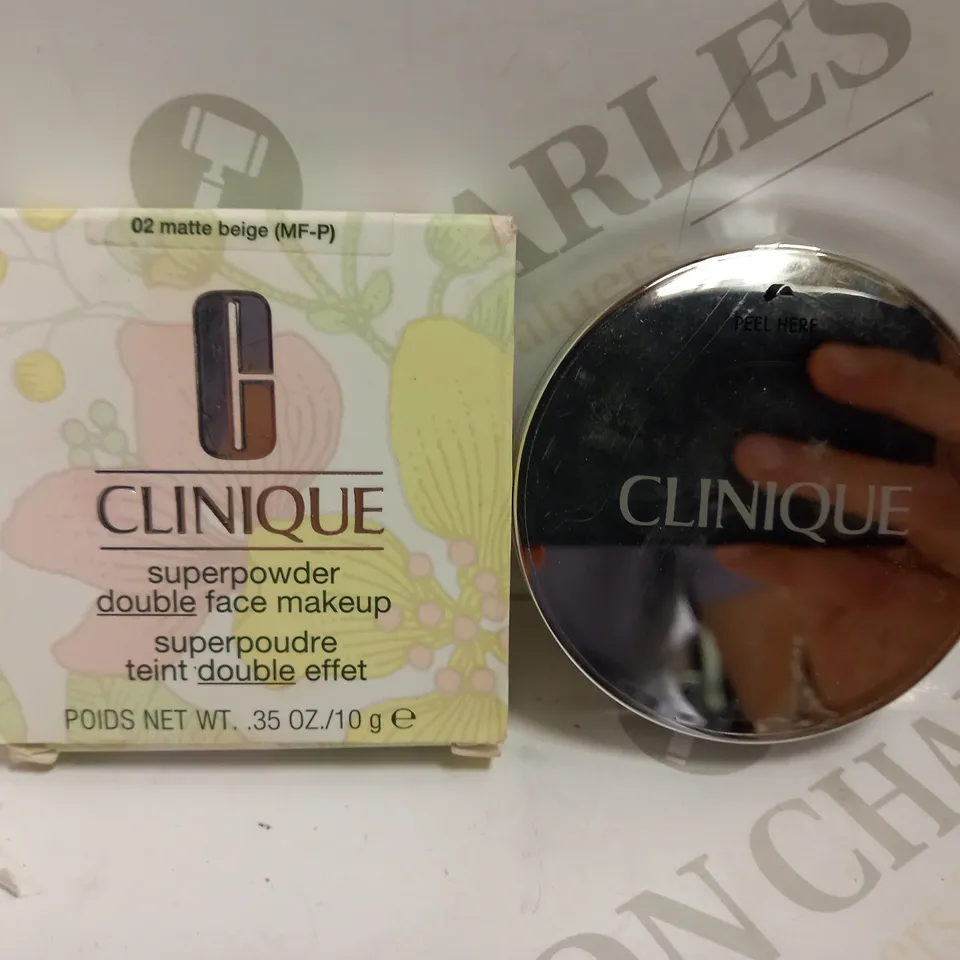 02 matte beige (MF-P)
CLINIQUE
superpowder
double face makeup
superpoudre
teint double effet
POIDS NET WT. .35 OZ./10 g ℮
PEEL HERE
CLINIQUE